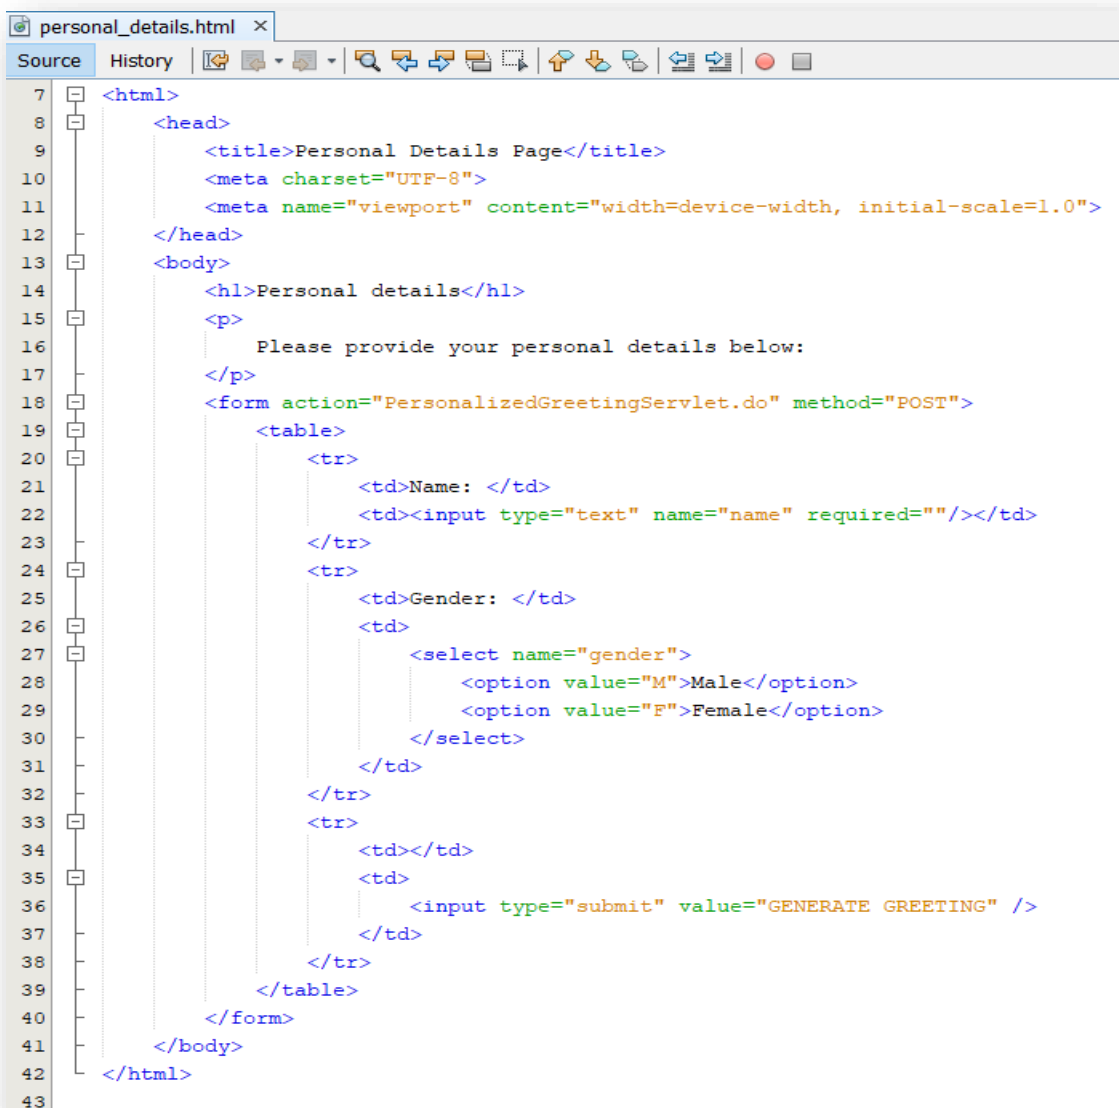 personal_details.html ×
Source History
7 <html>
8 <head>
9 <title>Personal Details Page</title>
10 <meta charset="UTF-8">
11 <meta name="viewport" content="width=device-width, initial-scale=1.0">
12 </head>
13 <body>
14 <h1>Personal details</h1>
15 <p>
16 Please provide your personal details below:
17 </p>
18 <form action="PersonalizedGreetingServlet.do" method="POST">
19 <table>
20 <tr>
21 <td>Name: </td>
22 <td><input type="text" name="name" required=""/></td>
23 </tr>
24 <tr>
25 <td>Gender: </td>
26 <td>
27 <select name="gender">
28 <option value="M">Male</option>
29 <option value="F">Female</option>
30 </select>
31 </td>
32 </tr>
33 <tr>
34 <td></td>
35 <td>
36 <input type="submit" value="GENERATE GREETING" />
37 </td>
38 </tr>
39 </table>
40 </form>
41 </body>
42 </html>
43